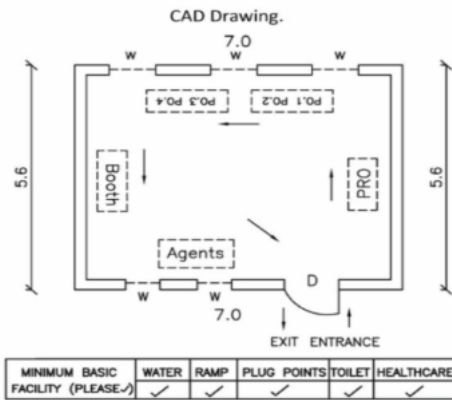 CAD Drawing.
7.0
W W W
PO.4 PO.3 PO.2 PO.1
5.6
Booth
PRO
5.6
Agents
D
W W
7.0
EXIT ENTRANCE
MINIMUM BASIC FACILITY (PLEASE✓) WATER RAMP PLUG POINTS TOILET HEALTHCARE
✓ ✓ ✓ ✓ ✓